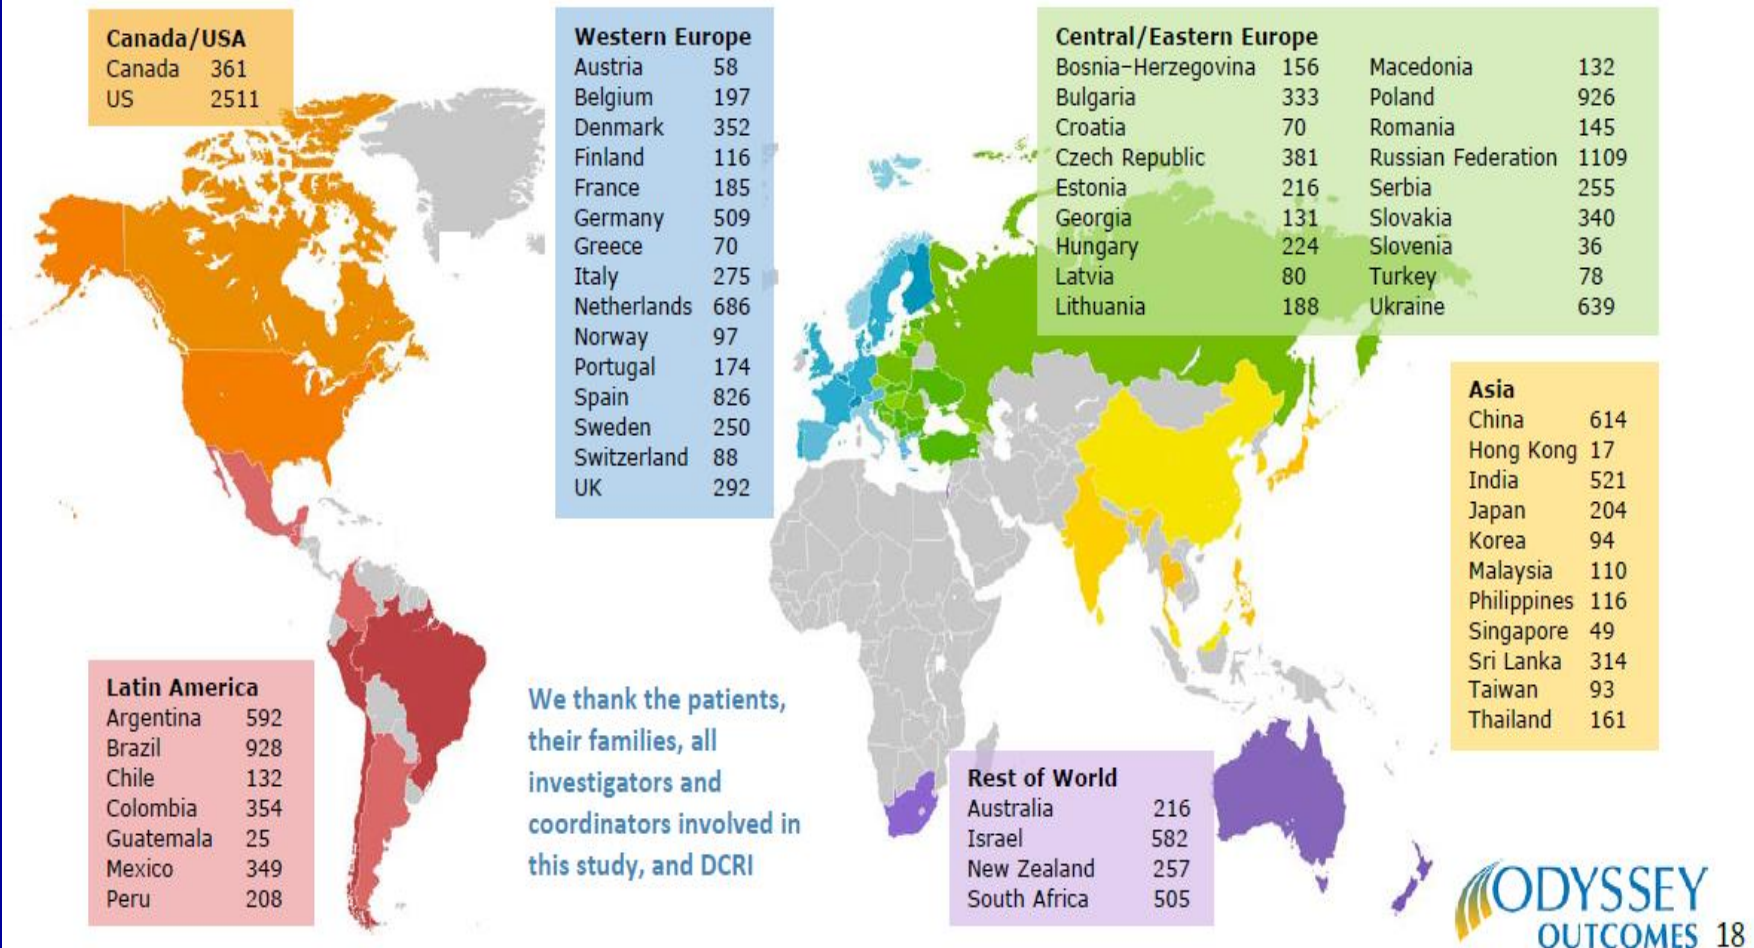 Canada/USA
Canada 361
US 2511
Western Europe
Austria 58
Belgium 197
Denmark 352
Finland 116
France 185
Germany 509
Greece 70
Italy 275
Netherlands 686
Norway 97
Portugal 174
Spain 826
Sweden 250
Switzerland 88
UK 292
Central/Eastern Europe
Bosnia-Herzegovina 156 Macedonia 132
Bulgaria 333 Poland 926
Croatia 70 Romania 145
Czech Republic 381 Russian Federation 1109
Estonia 216 Serbia 255
Georgia 131 Slovakia 340
Hungary 224 Slovenia 36
Latvia 80 Turkey 78
Lithuania 188 Ukraine 639
Asia
China 614
Hong Kong 17
India 521
Japan 204
Korea 94
Malaysia 110
Philippines 116
Singapore 49
Sri Lanka 314
Taiwan 93
Thailand 161
Latin America
Argentina 592
Brazil 928
Chile 132
Colombia 354
Guatemala 25
Mexico 349
Peru 208
We thank the patients,
their families, all
investigators and
coordinators involved in
this study, and DCRI
Rest of World
Australia 216
Israel 582
New Zealand 257
South Africa 505
ODYSSEY
OUTCOMES 18